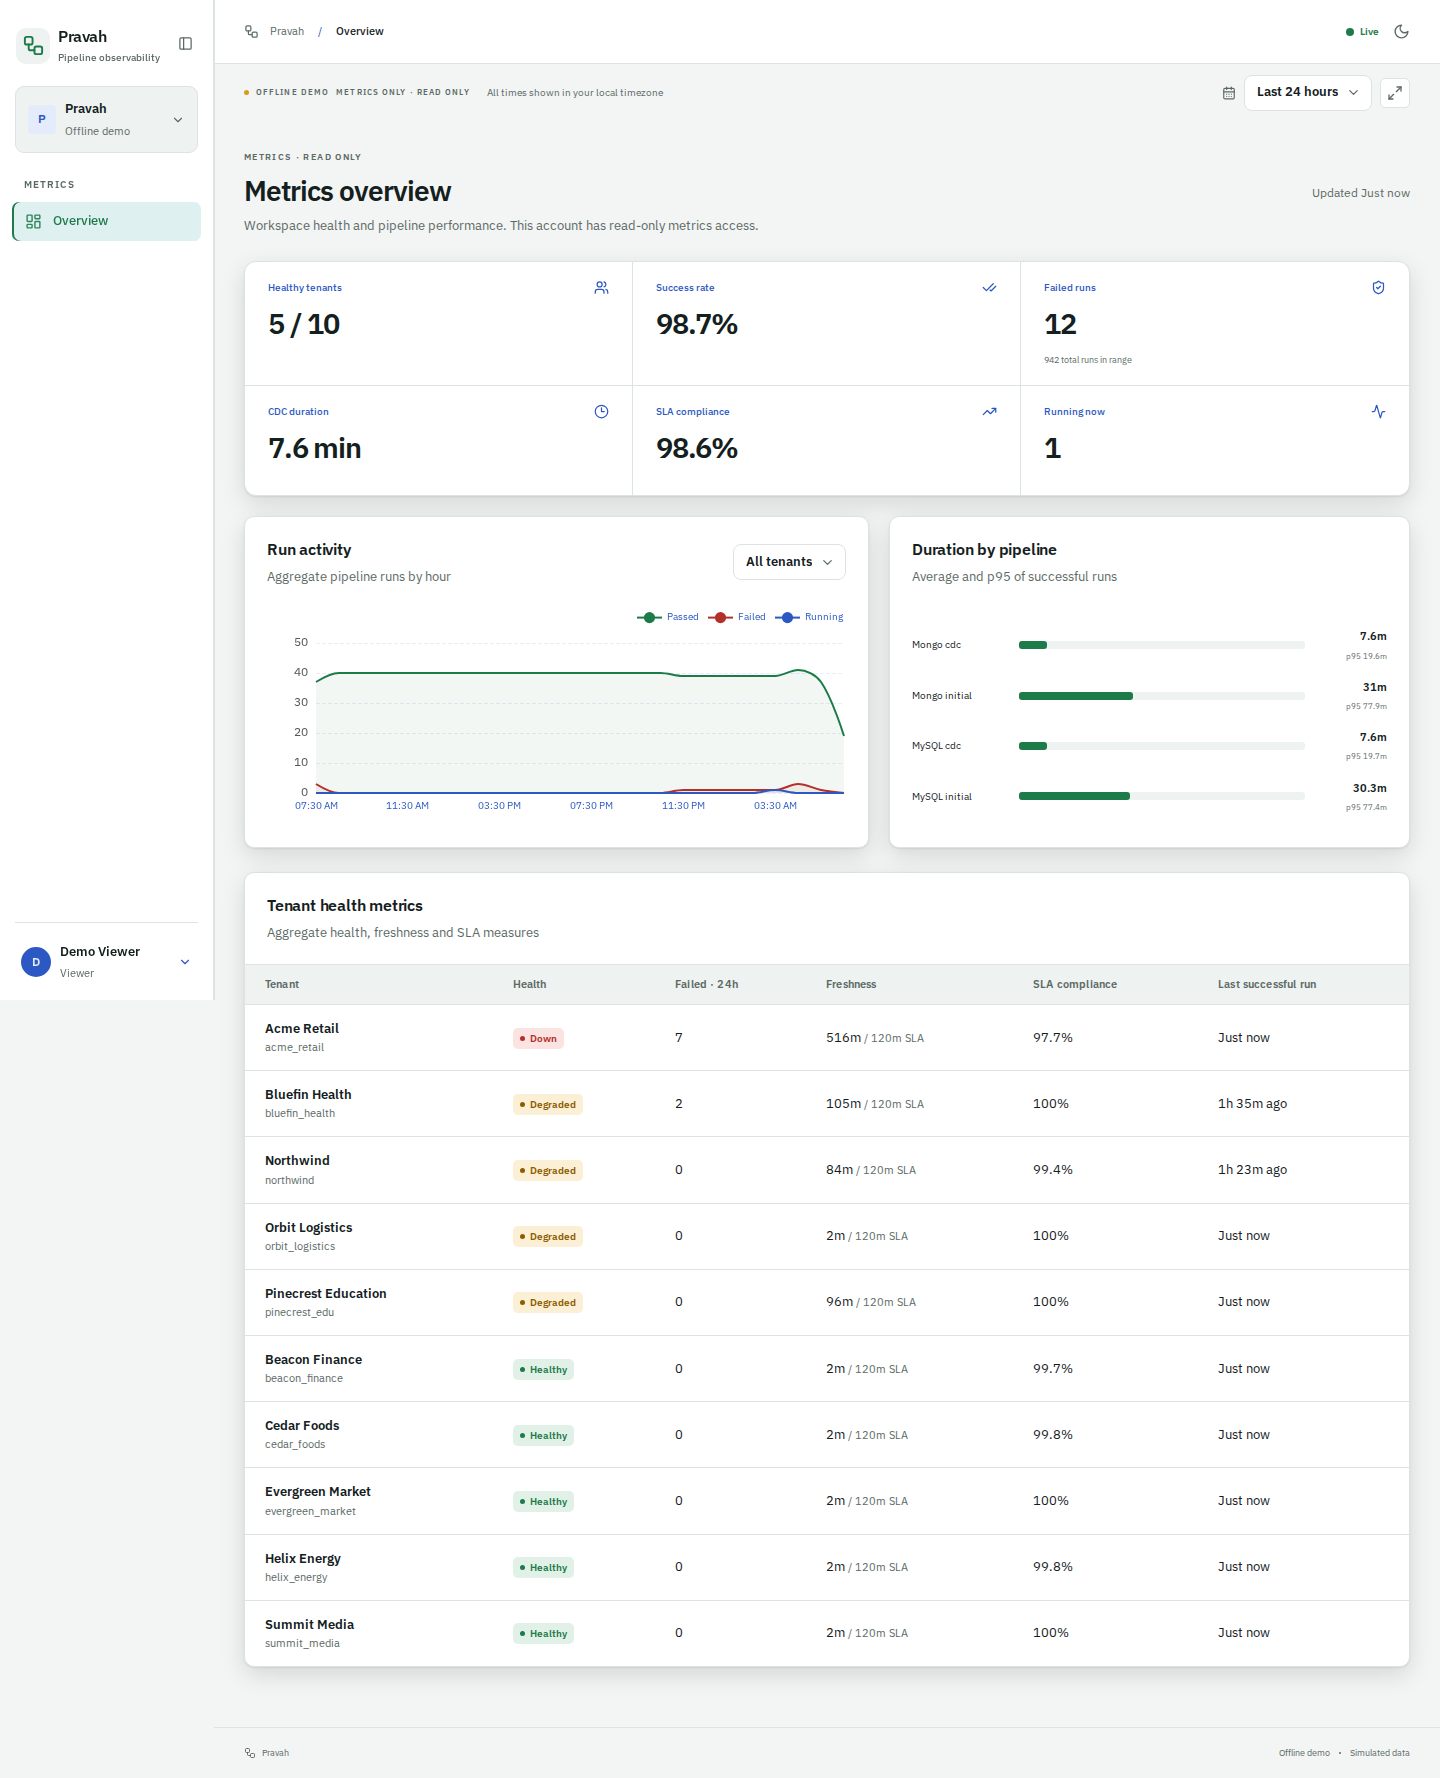 Pravah
Pipeline observability
P
Pravah
Offline demo
METRICS
Overview
D
Demo Viewer
Viewer
Pravah / Overview
Live
OFFLINE DEMO METRICS ONLY · READ ONLY All times shown in your local timezone
Last 24 hours
METRICS · READ ONLY
Metrics overview
Updated Just now
Workspace health and pipeline performance. This account has read-only metrics access.
Healthy tenants
5 / 10
Success rate
98.7%
Failed runs
12
942 total runs in range
CDC duration
7.6 min
SLA compliance
98.6%
Running now
1
Run activity
Aggregate pipeline runs by hour
All tenants
Passed Failed Running
50
40
30
20
10
0
07:30 AM 11:30 AM 03:30 PM 07:30 PM 11:30 PM 03:30 AM
Duration by pipeline
Average and p95 of successful runs
Mongo cdc 7.6m
p95 19.6m
Mongo initial 31m
p95 77.9m
MySQL cdc 7.6m
p95 19.7m
MySQL initial 30.3m
p95 77.4m
Tenant health metrics
Aggregate health, freshness and SLA measures
Tenant Health Failed · 24h Freshness SLA compliance Last successful run
Acme Retail
acme_retail
Down 7 516m / 120m SLA 97.7% Just now
Bluefin Health
bluefin_health
Degraded 2 105m / 120m SLA 100% 1h 35m ago
Northwind
northwind
Degraded 0 84m / 120m SLA 99.4% 1h 23m ago
Orbit Logistics
orbit_logistics
Degraded 0 2m / 120m SLA 100% Just now
Pinecrest Education
pinecrest_edu
Degraded 0 96m / 120m SLA 100% Just now
Beacon Finance
beacon_finance
Healthy 0 2m / 120m SLA 99.7% Just now
Cedar Foods
cedar_foods
Healthy 0 2m / 120m SLA 99.8% Just now
Evergreen Market
evergreen_market
Healthy 0 2m / 120m SLA 100% Just now
Helix Energy
helix_energy
Healthy 0 2m / 120m SLA 99.8% Just now
Summit Media
summit_media
Healthy 0 2m / 120m SLA 100% Just now
Pravah
Offline demo • Simulated data